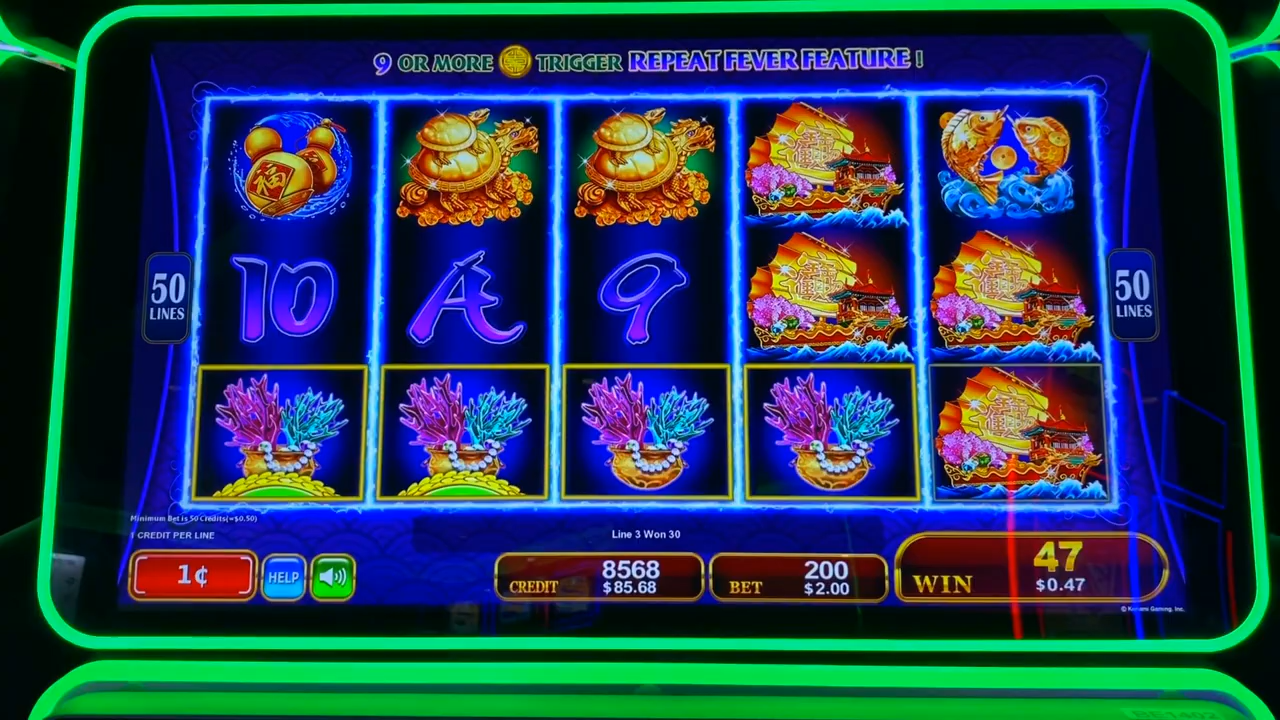 9 OR MORE TRIGGER REPEAT FEVER FEATURE !
福
50
LINES
50
LINES
10
A
9
Minimum Bet is 50 Credits(=$0.50)
1 CREDIT PER LINE
Line 3 Won 30
1¢
HELP
CREDIT
8568
$85.68
BET
200
$2.00
WIN
47
$0.47
© Konami Gaming, Inc.